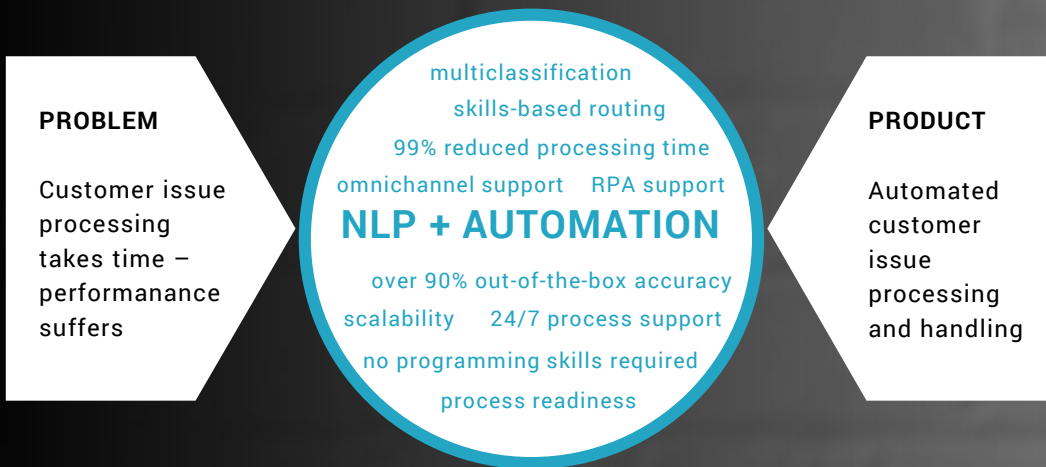 PROBLEM
Customer issue
processing
takes time –
performanance
suffers
multiclassification
skills-based routing
99% reduced processing time
omnichannel support RPA support
NLP + AUTOMATION
over 90% out-of-the-box accuracy
scalability 24/7 process support
no programming skills required
process readiness
PRODUCT
Automated
customer
issue
processing
and handling